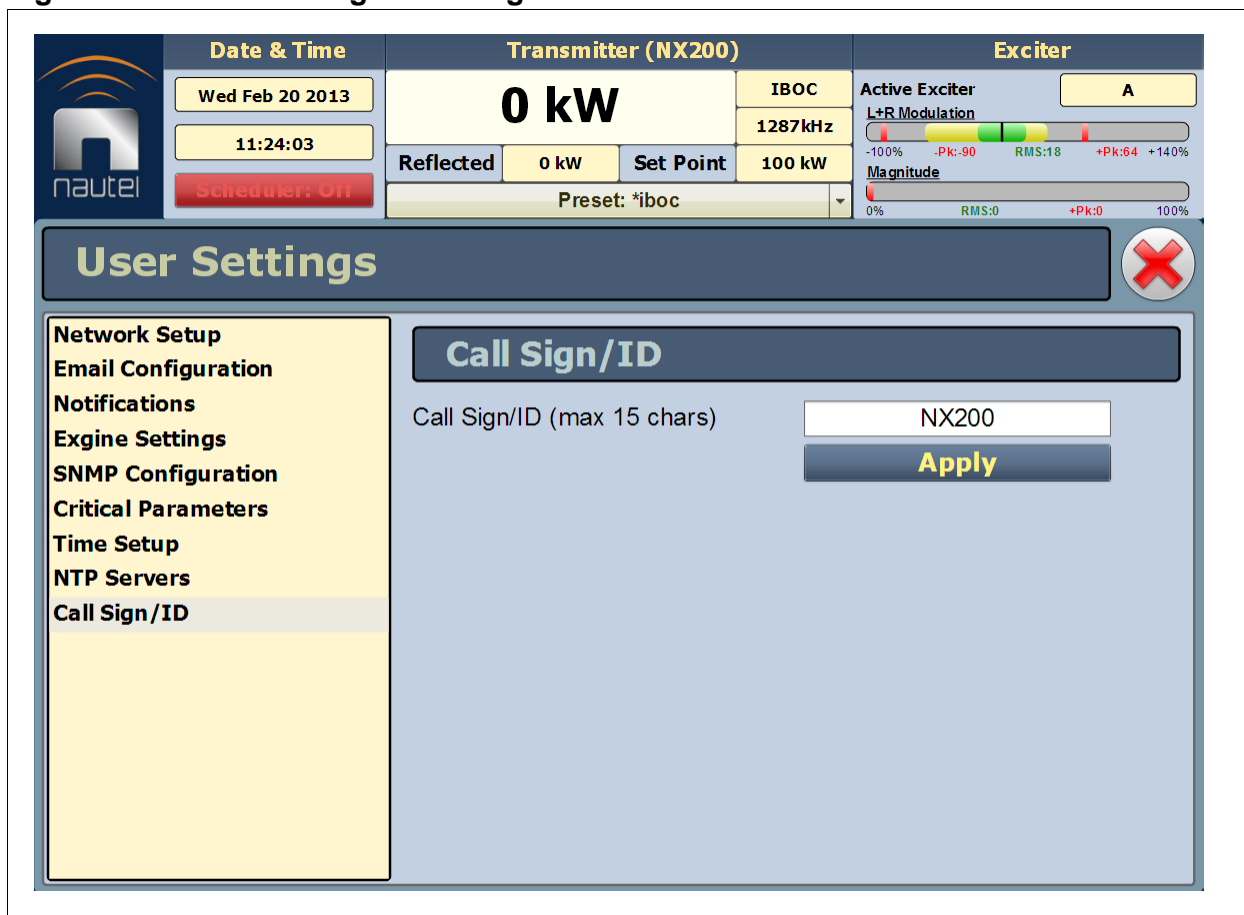 Date & Time
Transmitter (NX200)
Exciter
Wed Feb 20 2013
11:24:03
Scheduler: Off
nautel
0 kW
IBOC
1287kHz
Reflected
0 kW
Set Point
100 kW
Preset: *iboc
Active Exciter
A
L+R Modulation
-100% -Pk:-90 RMS:18 +Pk:64 +140%
Magnitude
0% RMS:0 +Pk:0 100%
User Settings
Network Setup
Email Configuration
Notifications
Exgine Settings
SNMP Configuration
Critical Parameters
Time Setup
NTP Servers
Call Sign/ID
Call Sign/ID
Call Sign/ID (max 15 chars)
NX200
Apply